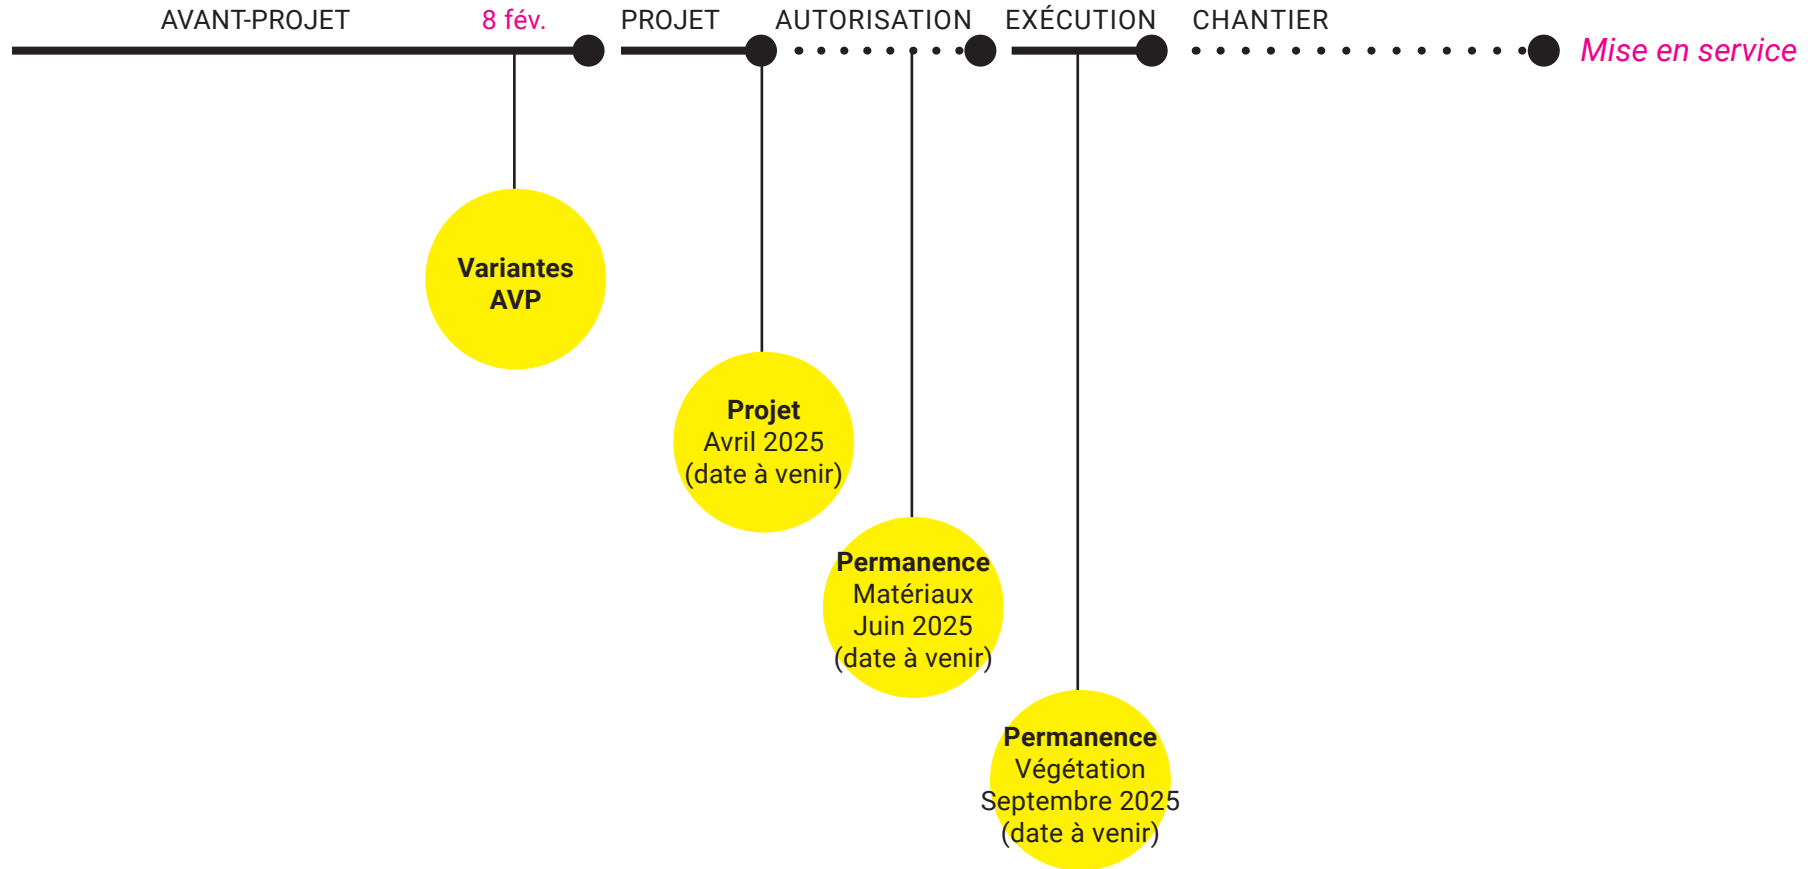 AVANT-PROJET
8 fév.
PROJET
AUTORISATION
EXÉCUTION
CHANTIER
Mise en service
Variantes
AVP
Projet
Avril 2025
(date à venir)
Permanence
Matériaux
Juin 2025
(date à venir)
Permanence
Végétation
Septembre 2025
(date à venir)